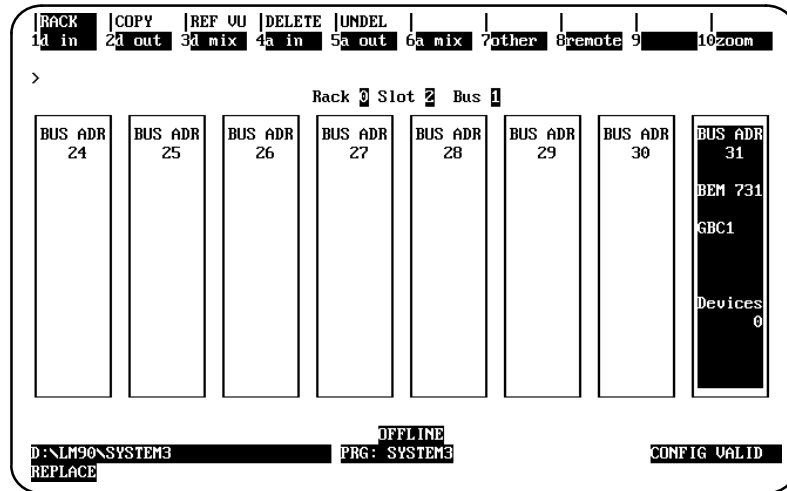 |RACK |COPY |REF VU |DELETE |UNDEL | | | | |
1d in 2d out 3d mix 4a in 5a out 6a mix 7other 8remote 9 10zoom
>
Rack 0 Slot 2 Bus 1
BUS ADR BUS ADR BUS ADR BUS ADR BUS ADR BUS ADR BUS ADR BUS ADR
24 25 26 27 28 29 30 31
BEM 731
GBC1
Devices
0
OFFLINE
D:\LM90\SYSTEM3 PRG: SYSTEM3 CONFIG VALID
REPLACE